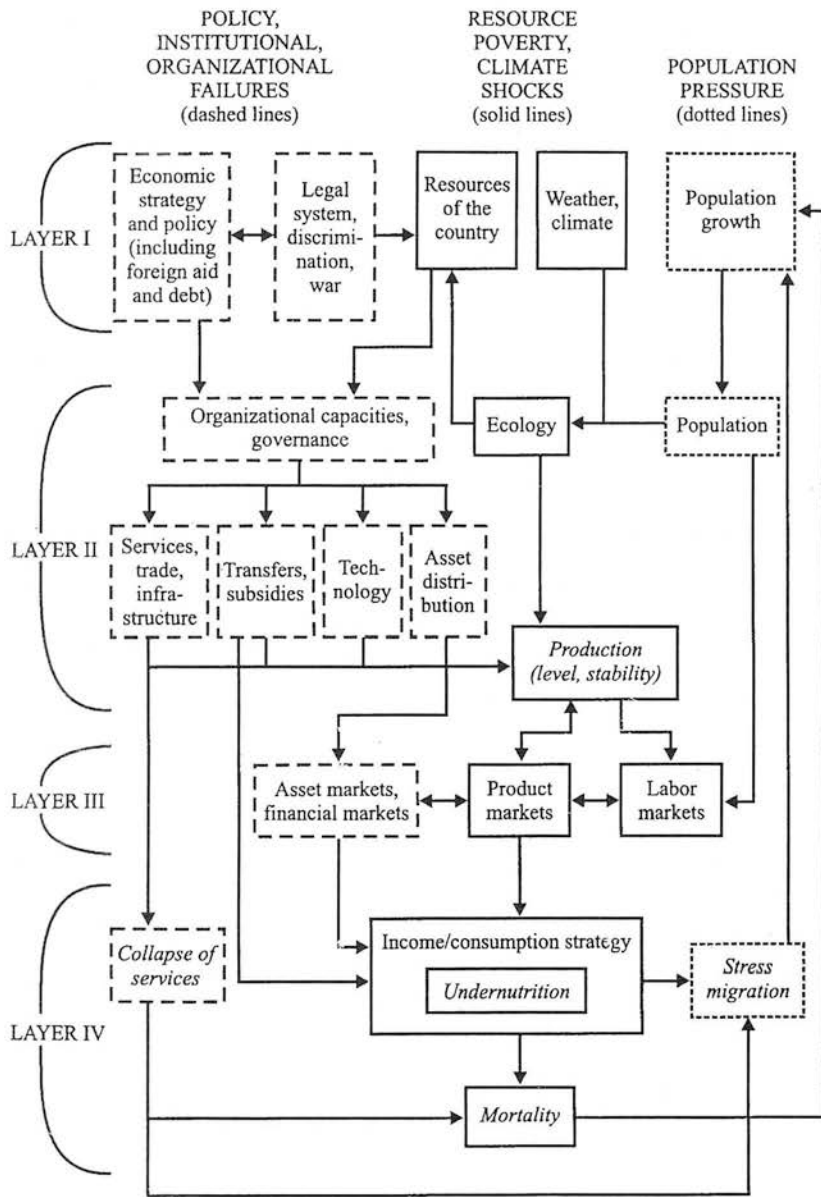 POLICY,
INSTITUTIONAL,
ORGANIZATIONAL
FAILURES
(dashed lines)
RESOURCE
POVERTY,
CLIMATE
SHOCKS
(solid lines)
POPULATION
PRESSURE
(dotted lines)
LAYER I
Economic
strategy
and policy
(including
foreign aid
and debt)
Legal
system,
discrimi-
nation,
war
Resources
of the
country
Weather,
climate
Population
growth
LAYER II
Organizational capacities,
governance
Ecology
Population
Services,
trade,
infra-
structure
Transfers,
subsidies
Tech-
nology
Asset
distri-
bution
Production
(level, stability)
LAYER III
Asset markets,
financial markets
Product
markets
Labor
markets
LAYER IV
Collapse of
services
Income/consumption strategy
Undernutrition
Stress
migration
Mortality